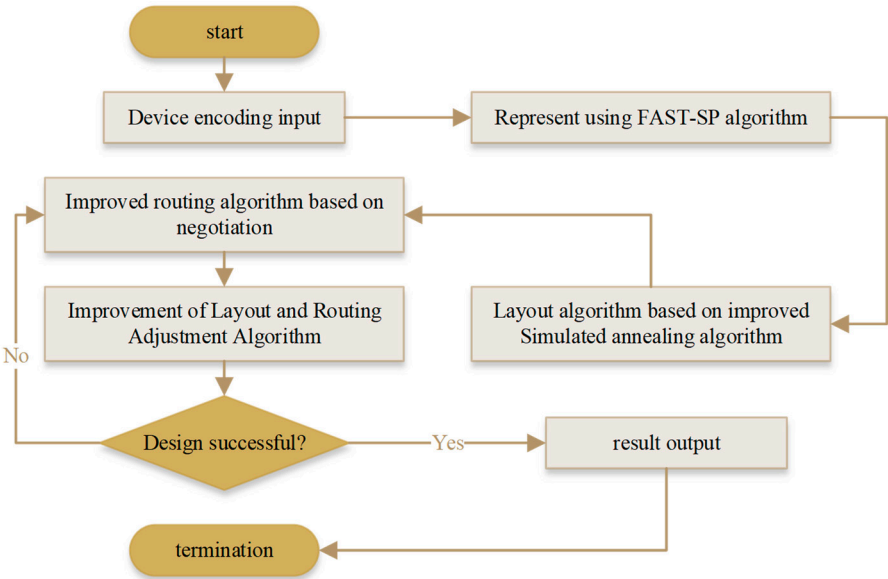 start
Device encoding input
Represent using FAST-SP algorithm
Improved routing algorithm based on
negotiation
Improvement of Layout and Routing
Adjustment Algorithm
Layout algorithm based on improved
Simulated annealing algorithm
No
Design successful?
Yes
result output
termination